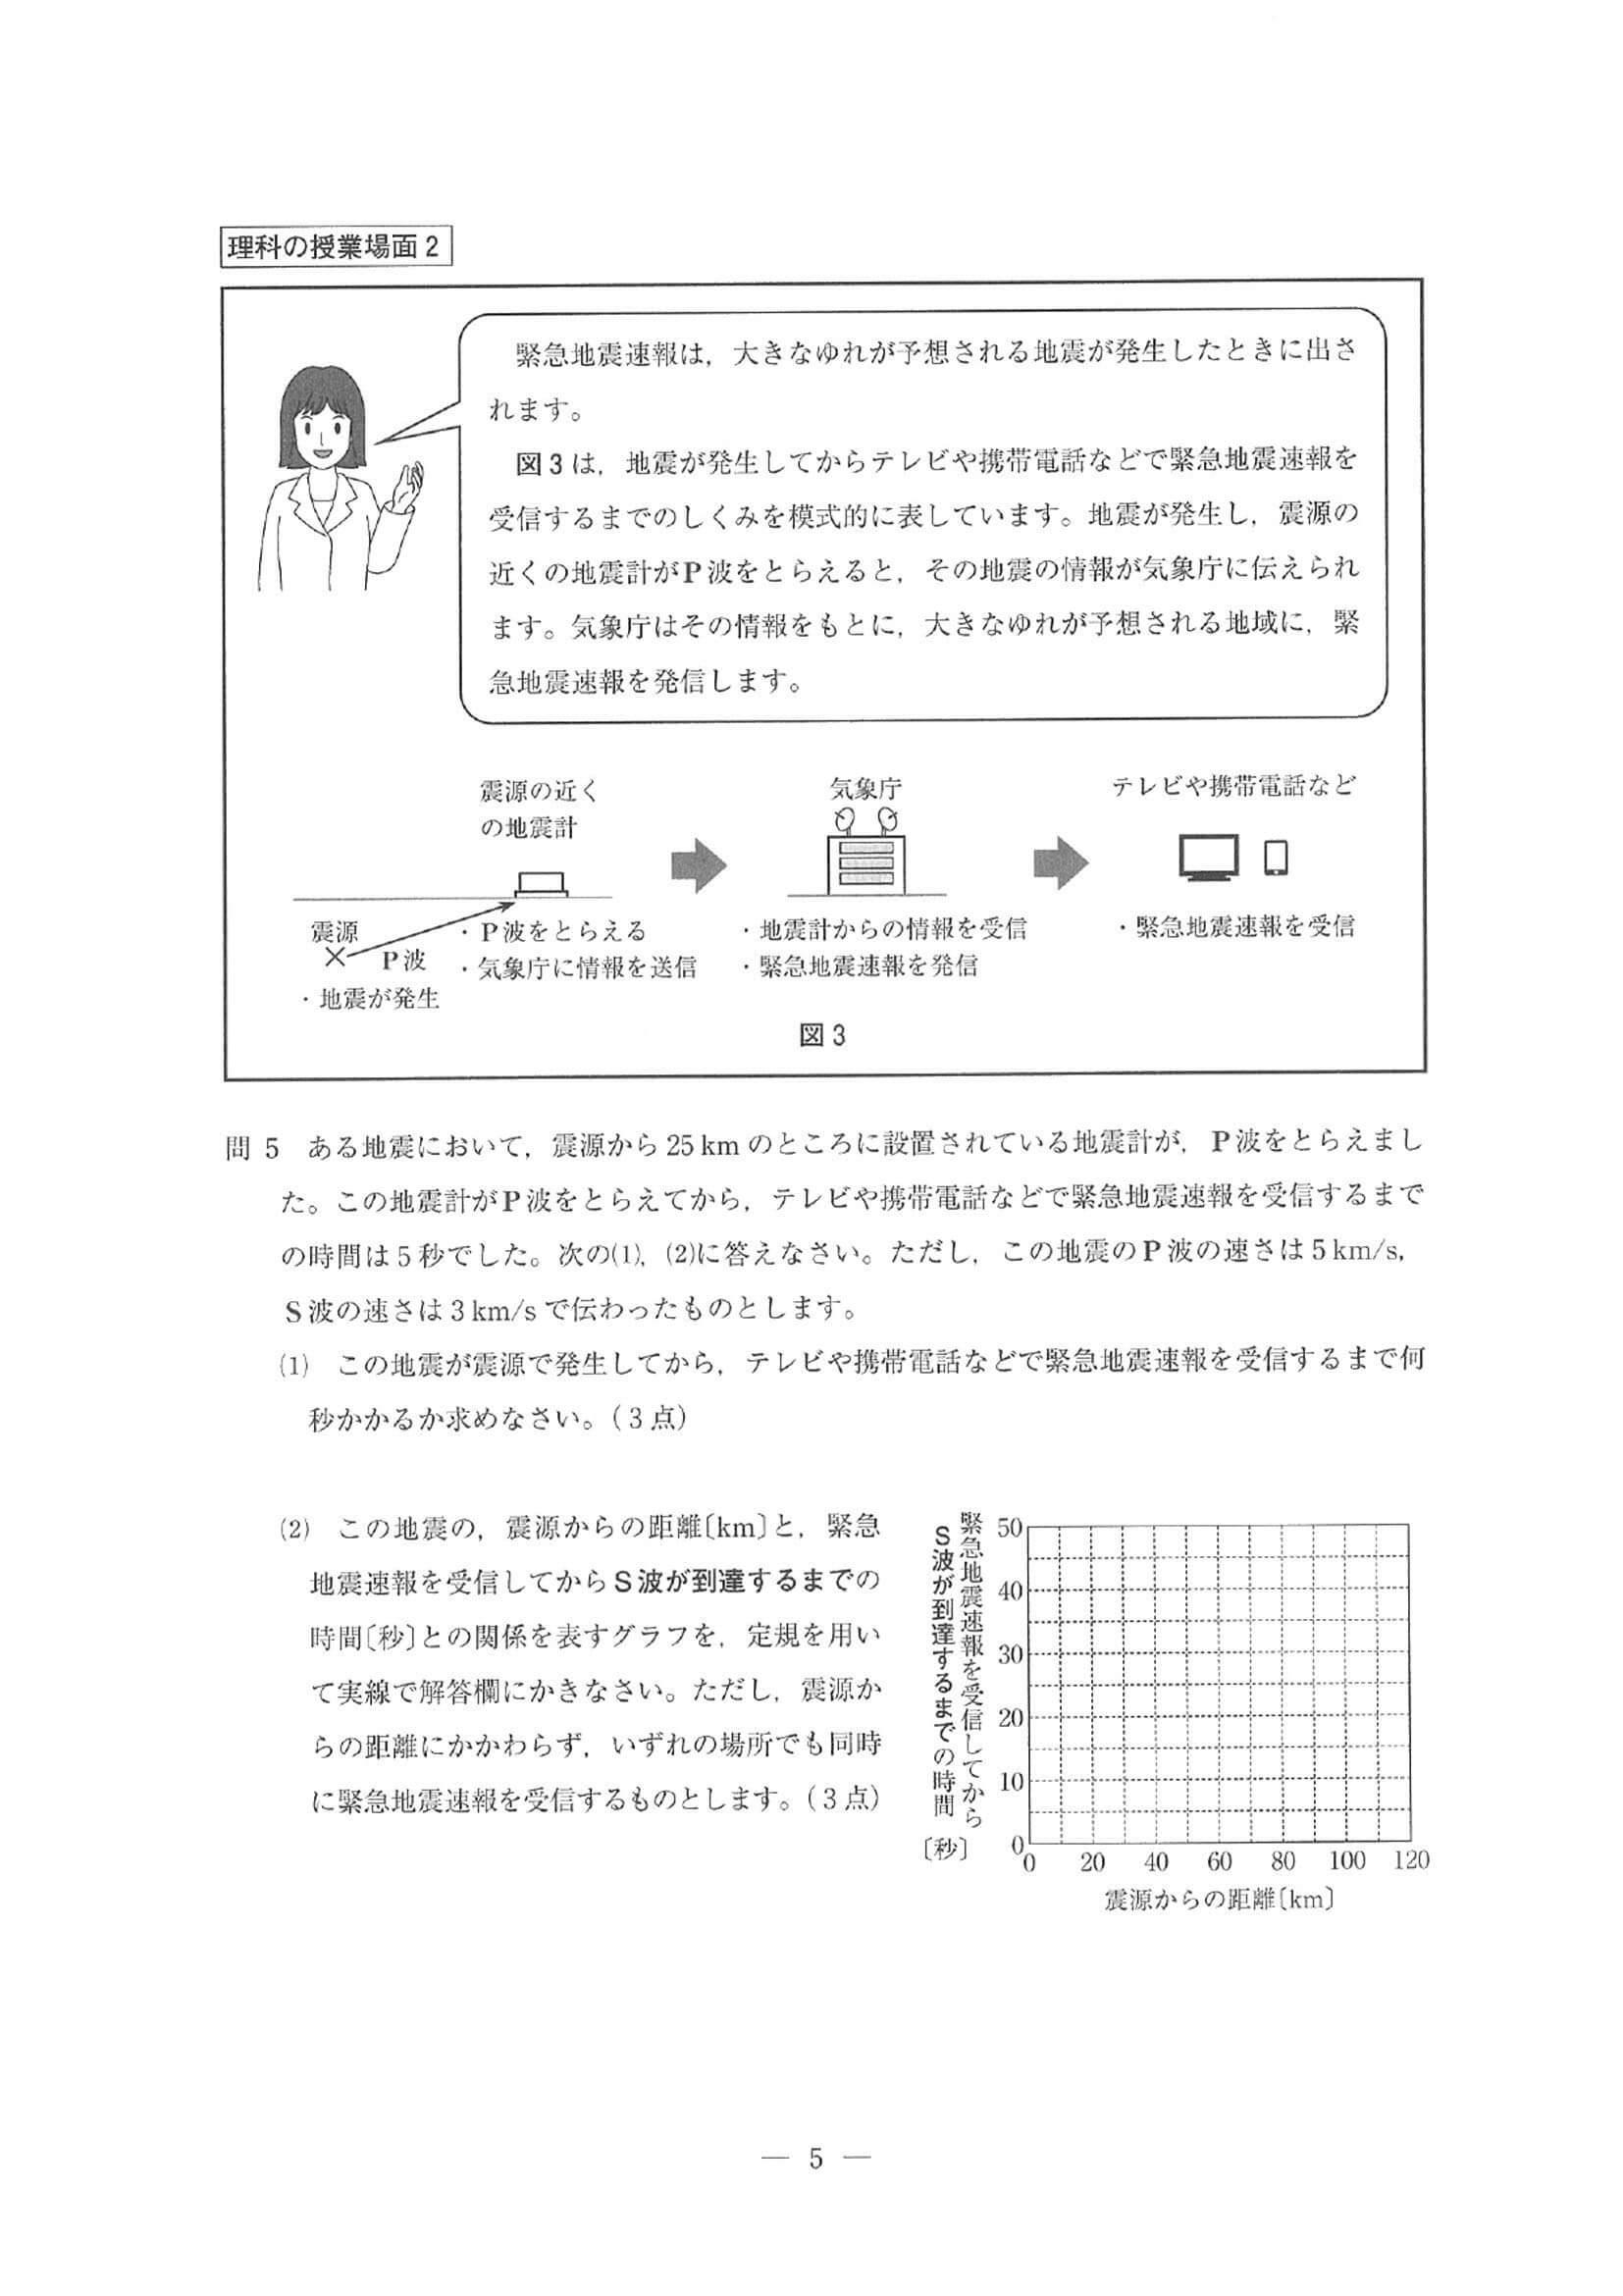 理科の授業場面2
緊急地震速報は，大きなゆれが予想される地震が発生したときに出さ
れます。
図3は，地震が発生してからテレビや携帯電話などで緊急地震速報を
受信するまでのしくみを模式的に表しています。地震が発生し，震源の
近くの地震計がP波をとらえると，その地震の情報が気象庁に伝えられ
ます。気象庁はその情報をもとに，大きなゆれが予想される地域に，緊
急地震速報を発信します。
震源の近く
の地震計
気象庁
テレビや携帯電話など
震源
P波
・地震が発生
・P波をとらえる
・気象庁に情報を送信
・地震計からの情報を受信
・緊急地震速報を発信
・緊急地震速報を受信
図3
問5 ある地震において，震源から25kmのところに設置されている地震計が，P波をとらえまし
た。この地震計がP波をとらえてから，テレビや携帯電話などで緊急地震速報を受信するまで
の時間は5秒でした。次の(1)，(2)に答えなさい。ただし，この地震のP波の速さは5km/s，
S波の速さは3km/sで伝わったものとします。
(1) この地震が震源で発生してから，テレビや携帯電話などで緊急地震速報を受信するまで何
秒かかるか求めなさい。（3点）
(2) この地震の，震源からの距離〔km〕と，緊急
地震速報を受信してからS波が到達するまでの
時間〔秒〕との関係を表すグラフを，定規を用い
て実線で解答欄にかきなさい。ただし，震源か
らの距離にかかわらず，いずれの場所でも同時
に緊急地震速報を受信するものとします。（3点）
緊急地震速報を受信してから
S波が到達するまでの時間
〔秒〕
50
40
30
20
10
0
0 20 40 60 80 100 120
震源からの距離〔km〕
— 5 —